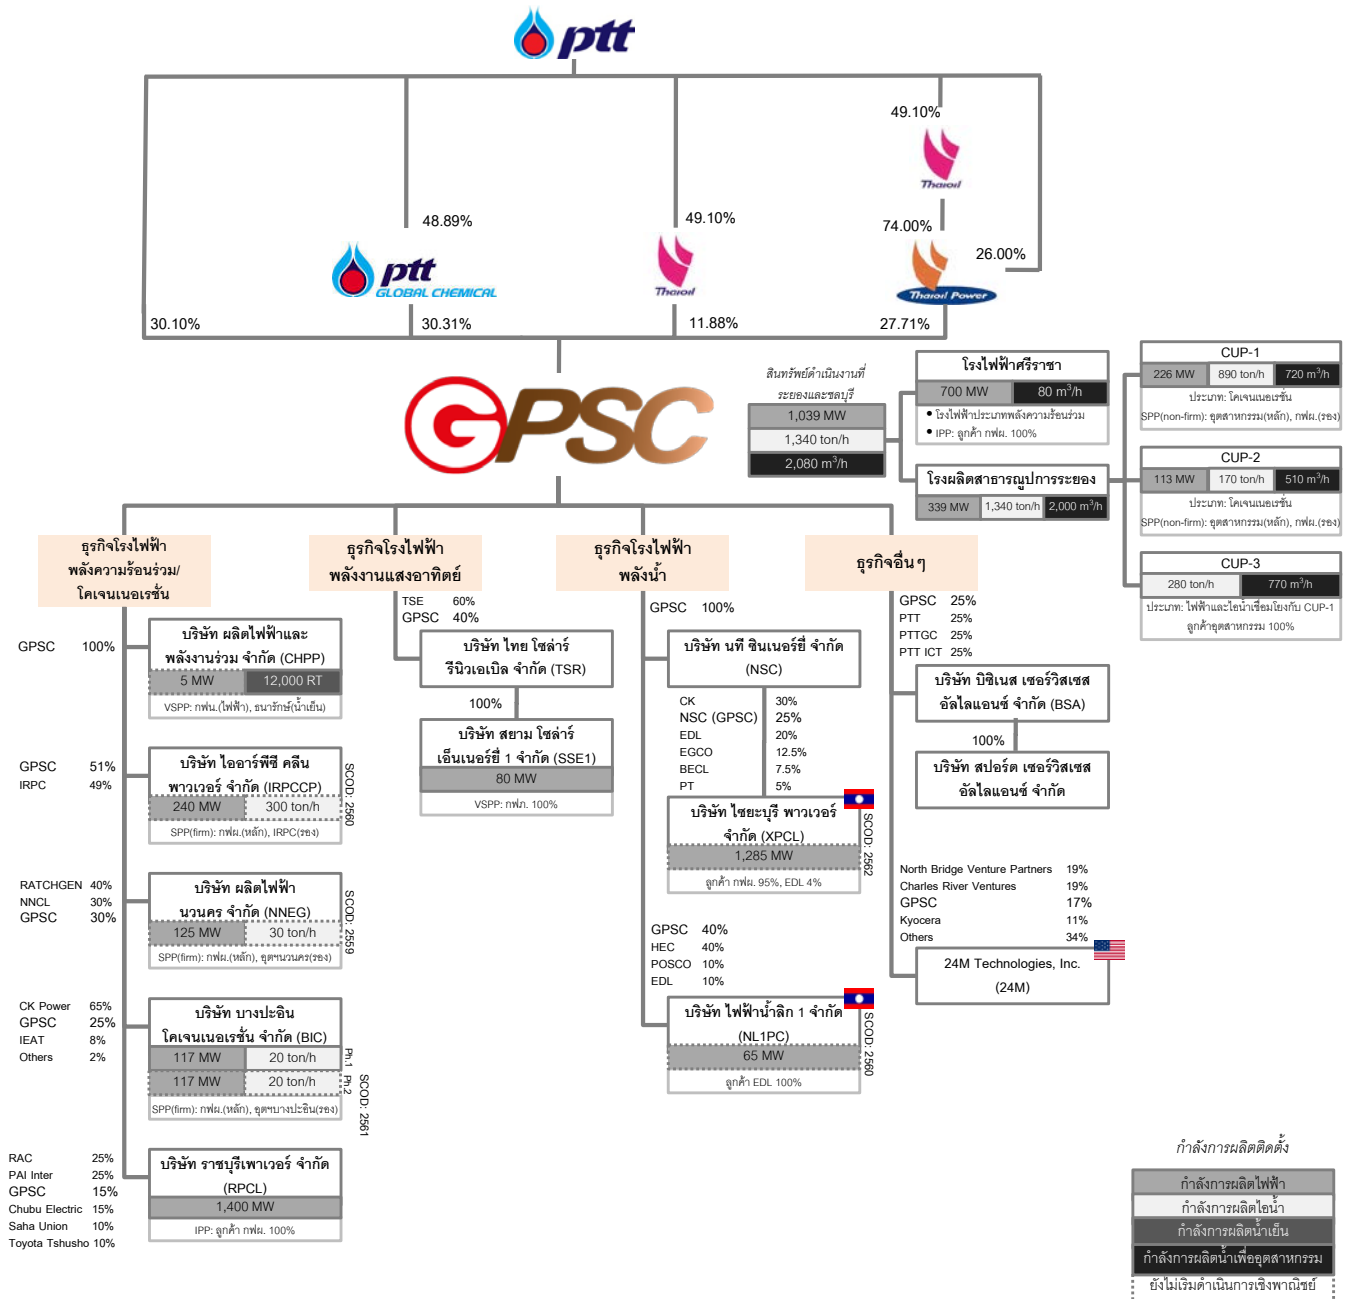 ptt
49.10%
Thaioil
48.89%
49.10%
74.00%
26.00%
ptt
GLOBAL CHEMICAL
Thaioil
Thaioil Power
30.10%
30.31%
11.88%
27.71%
GPSC
สินทรัพย์ดำเนินงานที่
ระยองและชลบุรี
1,039 MW
1,340 ton/h
2,080 m³/h
โรงไฟฟ้าศรีราชา
700 MW
80 m³/h
• โรงไฟฟ้าประเภทพลังความร้อนร่วม
• IPP: ลูกค้า กฟผ. 100%
โรงผลิตสาธารณูปการระยอง
339 MW
1,340 ton/h
2,000 m³/h
CUP-1
226 MW
890 ton/h
720 m³/h
ประเภท: โคเจนเนอเรชั่น
SPP(non-firm): อุตสาหกรรม(หลัก), กฟผ.(รอง)
CUP-2
113 MW
170 ton/h
510 m³/h
ประเภท: โคเจนเนอเรชั่น
SPP(non-firm): อุตสาหกรรม(หลัก), กฟผ.(รอง)
CUP-3
280 ton/h
770 m³/h
ประเภท: ไฟฟ้าและไอน้ำเชื่อมโยงกับ CUP-1
ลูกค้าอุตสาหกรรม 100%
ธุรกิจโรงไฟฟ้า
พลังความร้อนร่วม/
โคเจนเนอเรชั่น
GPSC 100%
บริษัท ผลิตไฟฟ้าและ
พลังงานร่วม จำกัด (CHPP)
5 MW
12,000 RT
VSPP: กฟน.(ไฟฟ้า), ธนารักษ์(น้ำเย็น)
GPSC 51%
IRPC 49%
บริษัท ไออาร์พีซี คลีน
พาวเวอร์ จำกัด (IRPCCP)
240 MW
300 ton/h
SPP(firm): กฟผ.(หลัก), IRPC(รอง)
SCOD: 2560
RATCHGEN 40%
NNCL 30%
GPSC 30%
บริษัท ผลิตไฟฟ้า
นวนคร จำกัด (NNEG)
125 MW
30 ton/h
SPP(firm): กฟผ.(หลัก), อุตฯนวนคร(รอง)
SCOD: 2559
CK Power 65%
GPSC 25%
IEAT 8%
Others 2%
บริษัท บางปะอิน
โคเจนเนอเรชั่น จำกัด (BIC)
117 MW
20 ton/h
Ph.1
117 MW
20 ton/h
Ph.2
SPP(firm): กฟผ.(หลัก), อุตฯบางปะอิน(รอง)
SCOD: 2561
RAC 25%
PAI Inter 25%
GPSC 15%
Chubu Electric 15%
Saha Union 10%
Toyota Tshusho 10%
บริษัท ราชบุรีเพาเวอร์ จำกัด
(RPCL)
1,400 MW
IPP: ลูกค้า กฟผ. 100%
ธุรกิจโรงไฟฟ้า
พลังงานแสงอาทิตย์
TSE 60%
GPSC 40%
บริษัท ไทย โซล่าร์
รีนิวเอเบิล จำกัด (TSR)
100%
บริษัท สยาม โซล่าร์
เอ็นเนอร์ยี่ 1 จำกัด (SSE1)
80 MW
VSPP: กฟภ. 100%
ธุรกิจโรงไฟฟ้า
พลังน้ำ
GPSC 100%
บริษัท นที ซินเนอร์ยี่ จำกัด
(NSC)
CK 30%
NSC (GPSC) 25%
EDL 20%
EGCO 12.5%
BECL 7.5%
PT 5%
บริษัท ไซยะบุรี พาวเวอร์
จำกัด (XPCL)
1,285 MW
ลูกค้า กฟผ. 95%, EDL 4%
SCOD: 2562
GPSC 40%
HEC 40%
POSCO 10%
EDL 10%
บริษัท ไฟฟ้าน้ำลิก 1 จำกัด
(NL1PC)
65 MW
ลูกค้า EDL 100%
SCOD: 2560
ธุรกิจอื่นๆ
GPSC 25%
PTT 25%
PTTGC 25%
PTT ICT 25%
บริษัท บิซิเนส เซอร์วิสเซส
อัลไลแอนซ์ จำกัด (BSA)
100%
บริษัท สปอร์ต เซอร์วิสเซส
อัลไลแอนซ์ จำกัด
North Bridge Venture Partners 19%
Charles River Ventures 19%
GPSC 17%
Kyocera 11%
Others 34%
24M Technologies, Inc.
(24M)
กำลังการผลิตติดตั้ง
กำลังการผลิตไฟฟ้า
กำลังการผลิตไอน้ำ
กำลังการผลิตน้ำเย็น
กำลังการผลิตน้ำเพื่ออุตสาหกรรม
ยังไม่เริ่มดำเนินการเชิงพาณิชย์